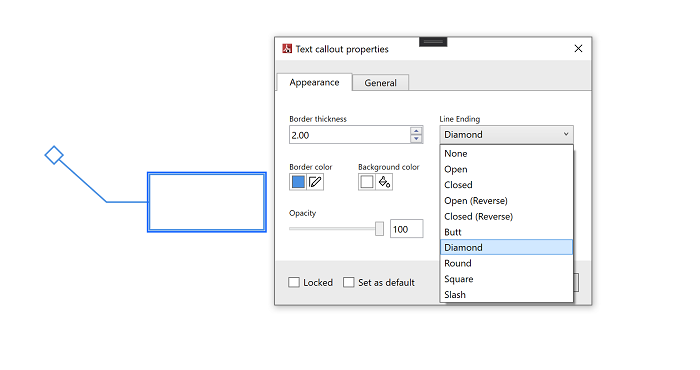 Text callout properties
Appearance
General
Border thickness
2.00
Line Ending
Diamond
Border color
Background color
Opacity
100
None
Open
Closed
Open (Reverse)
Closed (Reverse)
Butt
Diamond
Round
Square
Slash
Locked
Set as default